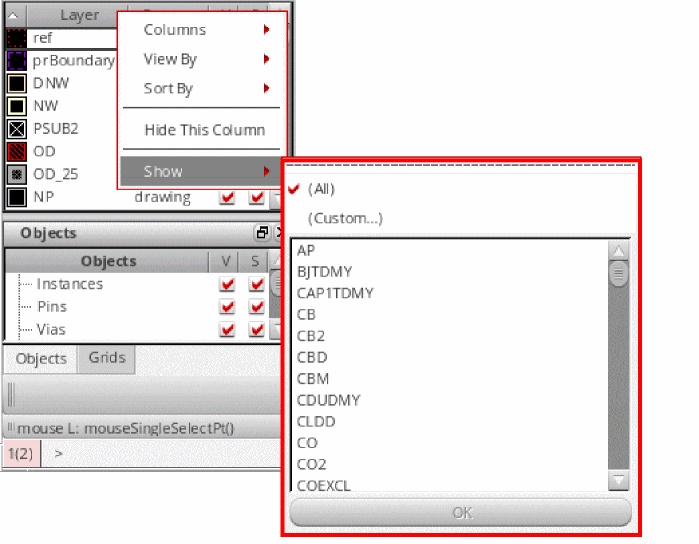 Layer
ref
prBoundary
DNW
NW
PSUB2
OD
OD_25
NP drawing
Columns
View By
Sort By
Hide This Column
Show
(All)
(Custom...)
AP
BJTDMY
CAP1TDMY
CB
CB2
CBD
CBM
CDUDMY
CLDD
CO
CO2
COEXCL
OK
Objects
Objects V S
Instances
Pins
Vias
Objects Grids
mouse L: mouseSingleSelectPt()
1(2) >